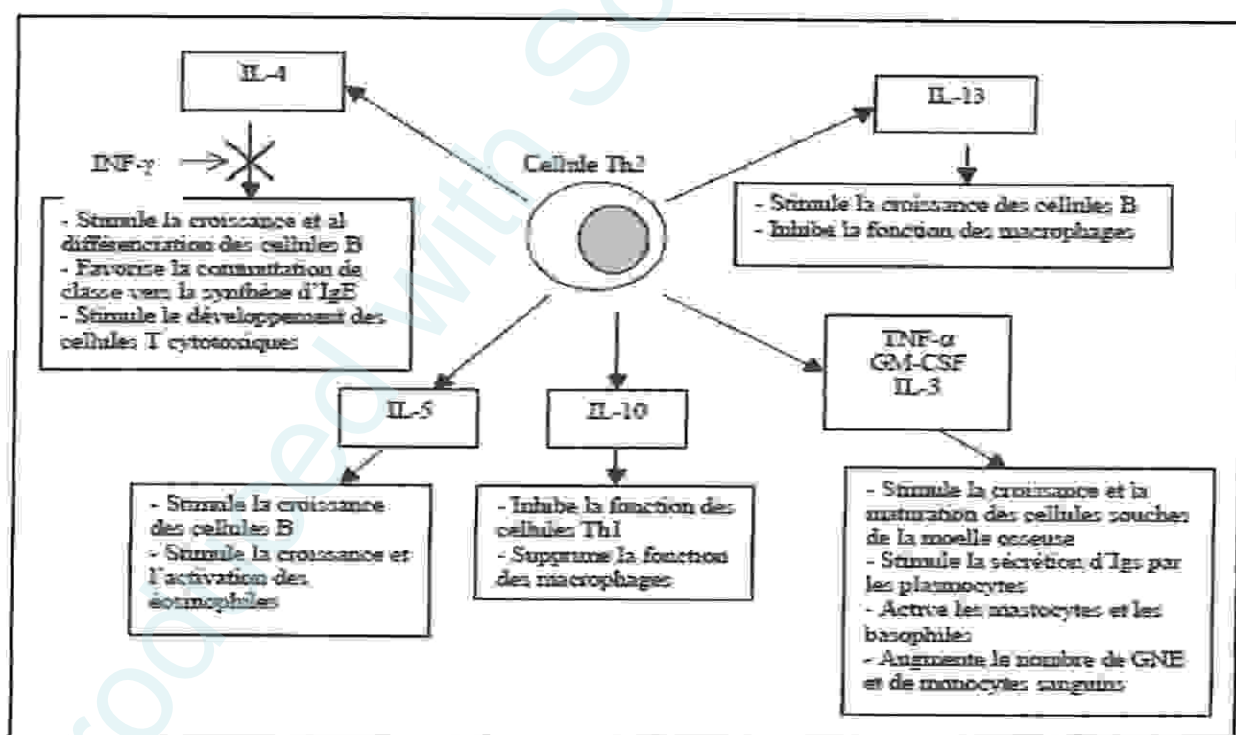 IL-4
IL-13
INF-γ
Cellule Th2
- Stimule la croissance et al
différenciation des cellules B
- Favorise la commutation de
classe vers la synthèse d'IgE
- Stimule le développement des
cellules T cytotoxiques
- Stimule la croissance des cellules B
- Inhibe la fonction des macrophages
TNF-α
GM-CSF
IL-3
IL-5
IL-10
- Stimule la croissance
des cellules B
- Stimule la croissance et
l'activation des
éosinophiles
- Inhibe la fonction des
cellules Th1
- Supprime la fonction
des macrophages
- Stimule la croissance et la
maturation des cellules souches
de la moelle osseuse
- Stimule la sécrétion d'Igs par
les plasmocytes
- Active les mastocytes et les
basophiles
- Augmente le nombre de GNE
et de monocytes sanguins
with